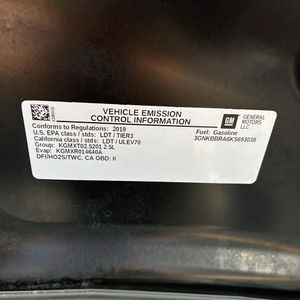 VEHICLE EMISSION
CONTROL INFORMATION
GM
GENERAL
MOTORS
LLC
Conforms to Regulations: 2019
U.S. EPA class / stds: LDT / TIER3
California class / stds: LDT / ULEV70
Group: KGMXT02.5201 2.5L
Evap: KGMXR014640A
DFI/HO2S/TWC, CA OBD: II
Fuel: Gasoline
3GNKBBRA6KS693038